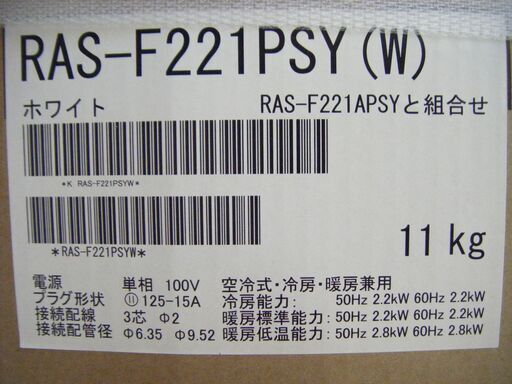 RAS-F221PSY(W)
ホワイト RAS-F221APSYと組合せ
*K RAS-F221PSYW*
*RAS-F221PSYW*
11kg
電源 単相 100V 空冷式・冷房・暖房兼用
プラグ形状 125-15A 冷房能力: 50Hz 2.2kW 60Hz 2.2kW
接続配線 3芯 Φ2 暖房標準能力: 50Hz 2.2kW 60Hz 2.2kW
接続配管径 Φ6.35 Φ9.52 暖房低温能力: 50Hz 2.8kW 60Hz 2.8kW